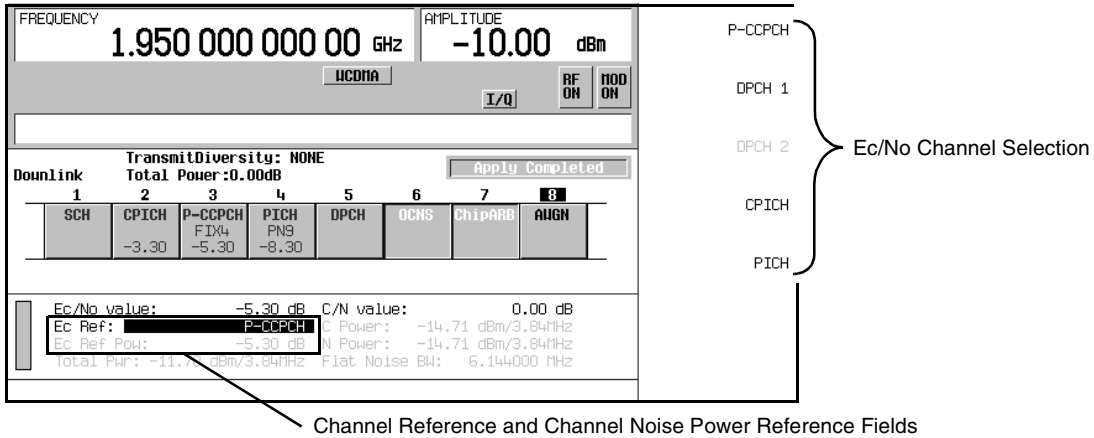 FREQUENCY
1.950 000 000 00 GHz
AMPLITUDE
-10.00 dBm
WCDMA
I/Q
RF ON
MOD ON
TransmitDiversity: NONE
Downlink Total Power:0.00dB
Apply Completed
1 2 3 4 5 6 7 8
SCH CPICH P-CCPCH PICH DPCH OCNS ChipARB AWGN
FIX4 PN9
-3.30 -5.30 -8.30
Ec/No value: -5.30 dB C/N value: 0.00 dB
Ec Ref: P-CCPCH C Power: -14.71 dBm/3.84MHz
Ec Ref Pow: -5.30 dB N Power: -14.71 dBm/3.84MHz
Total Pwr: dBm/3.84MHz Flat Noise BW: 6.144000 MHz
P-CCPCH
DPCH 1
DPCH 2
CPICH
PICH
Ec/No Channel Selection
Channel Reference and Channel Noise Power Reference Fields